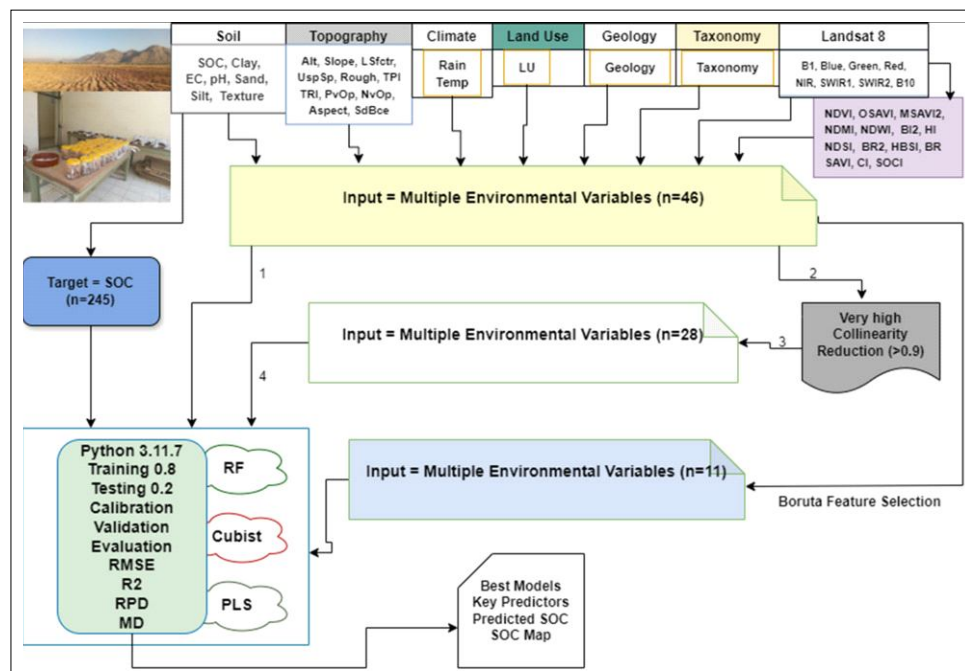 Soil
SOC, Clay,
EC, pH, Sand,
Silt, Texture
Topography
Alt, Slope, LSfctr,
UspSp, Rough, TPI
TRI, PvOp, NvOp,
Aspect, SdBce
Climate
Rain
Temp
Land Use
LU
Geology
Geology
Taxonomy
Taxonomy
Landsat 8
B1, Blue, Green, Red,
NIR, SWIR1, SWIR2, B10
NDVI, OSAVI, MSAVI2,
NDMI, NDWI, BI2, HI
NDSI, BR2, HBSI, BR
SAVI, CI, SOCI
Input = Multiple Environmental Variables (n=46)
Target = SOC
(n=245)
1
2
Very high
Collinearity
Reduction (>0.9)
3
Input = Multiple Environmental Variables (n=28)
4
Python 3.11.7
Training 0.8
Testing 0.2
Calibration
Validation
Evaluation
RMSE
R2
RPD
MD
RF
Cubist
PLS
Input = Multiple Environmental Variables (n=11)
Boruta Feature Selection
Best Models
Key Predictors
Predicted SOC
SOC Map